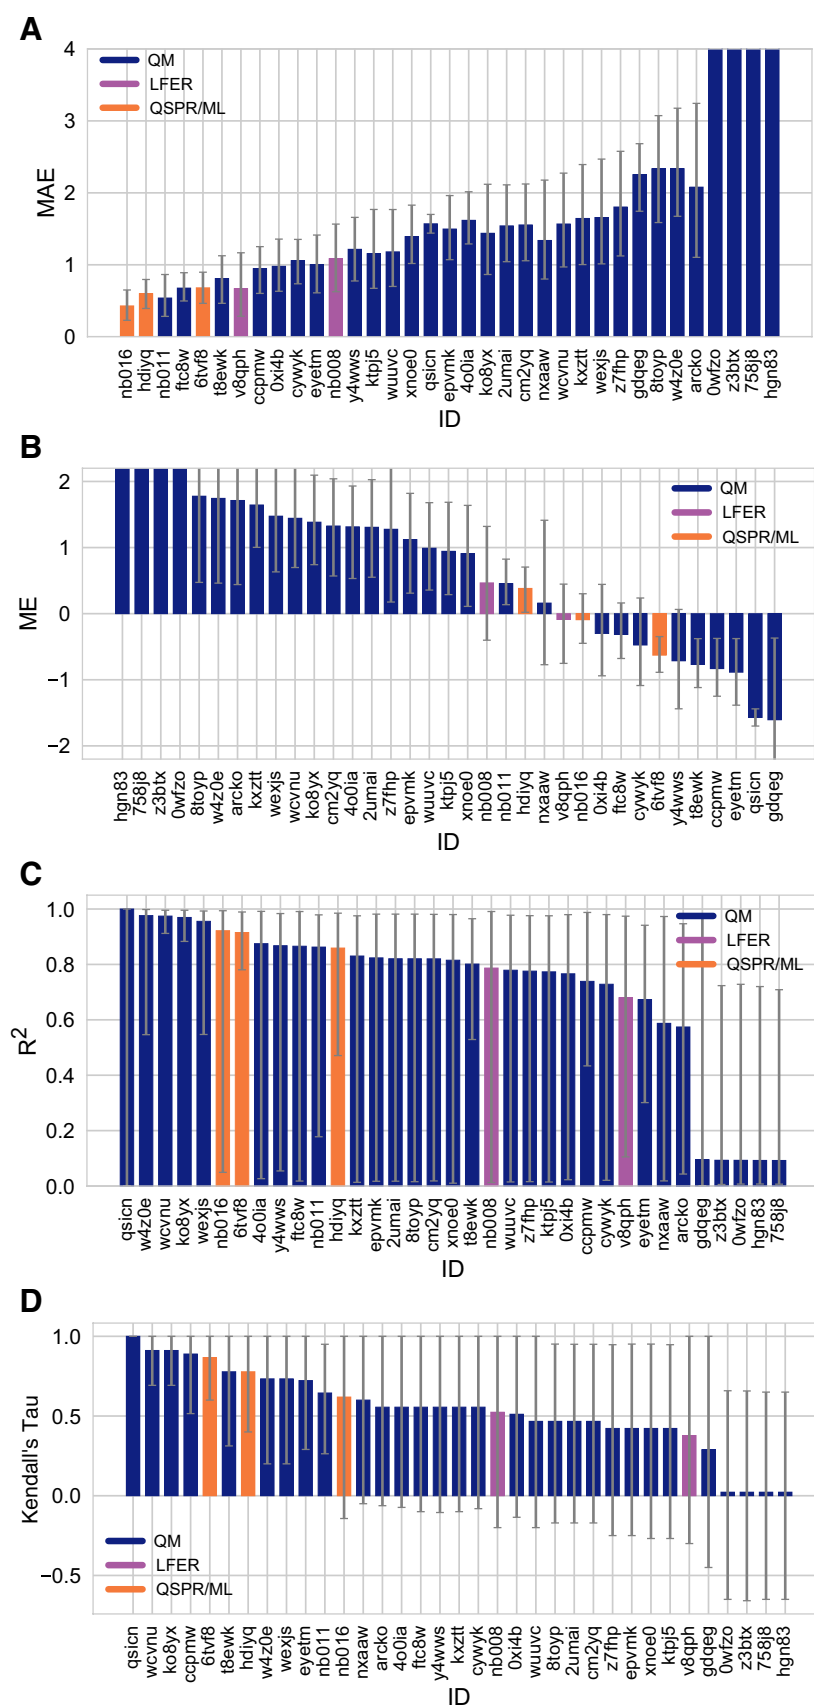 A
4
3
2
1
0
MAE
QM
LFER
QSPR/ML
nb016
hdiyq
nb011
ftc8w
6tvf8
t8ewk
v8qph
ccpmw
0xi4b
cywyk
eyetm
nb008
y4wws
ktpj5
wuuvc
xnoe0
qsicn
epvmk
4o0ia
ko8yx
2umai
cm2yq
nxaaw
wcvnu
kxztt
wexjs
z7fhp
gdqeg
8toyp
w4z0e
arcko
0wfzo
z3btx
758j8
hgn83
ID
B
2
1
0
−1
−2
ME
QM
LFER
QSPR/ML
hgn83
758j8
z3btx
0wfzo
8toyp
w4z0e
arcko
kxztt
wexjs
wcvnu
ko8yx
cm2yq
4o0ia
2umai
z7fhp
epvmk
wuuvc
ktpj5
xnoe0
nb008
nb011
hdiyq
nxaaw
v8qph
nb016
0xi4b
ftc8w
cywyk
6tvf8
y4wws
t8ewk
ccpmw
eyetm
qsicn
gdqeg
ID
C
1.0
0.8
0.6
0.4
0.2
0.0
R2
QM
LFER
QSPR/ML
qsicn
w4z0e
wcvnu
ko8yx
wexjs
nb016
6tvf8
4o0ia
y4wws
ftc8w
nb011
hdiyq
kxztt
epvmk
2umai
8toyp
cm2yq
xnoe0
t8ewk
nb008
wuuvc
z7fhp
ktpj5
0xi4b
ccpmw
cywyk
v8qph
eyetm
nxaaw
arcko
gdqeg
z3btx
0wfzo
hgn83
758j8
ID
D
1.0
0.5
0.0
−0.5
Kendall's Tau
QM
LFER
QSPR/ML
qsicn
wcvnu
ko8yx
ccpmw
6tvf8
t8ewk
hdiyq
w4z0e
wexjs
eyetm
nb011
nb016
nxaaw
arcko
4o0ia
ftc8w
y4wws
kxztt
cywyk
nb008
0xi4b
wuuvc
8toyp
2umai
cm2yq
z7fhp
epvmk
xnoe0
ktpj5
v8qph
gdqeg
0wfzo
z3btx
758j8
hgn83
ID